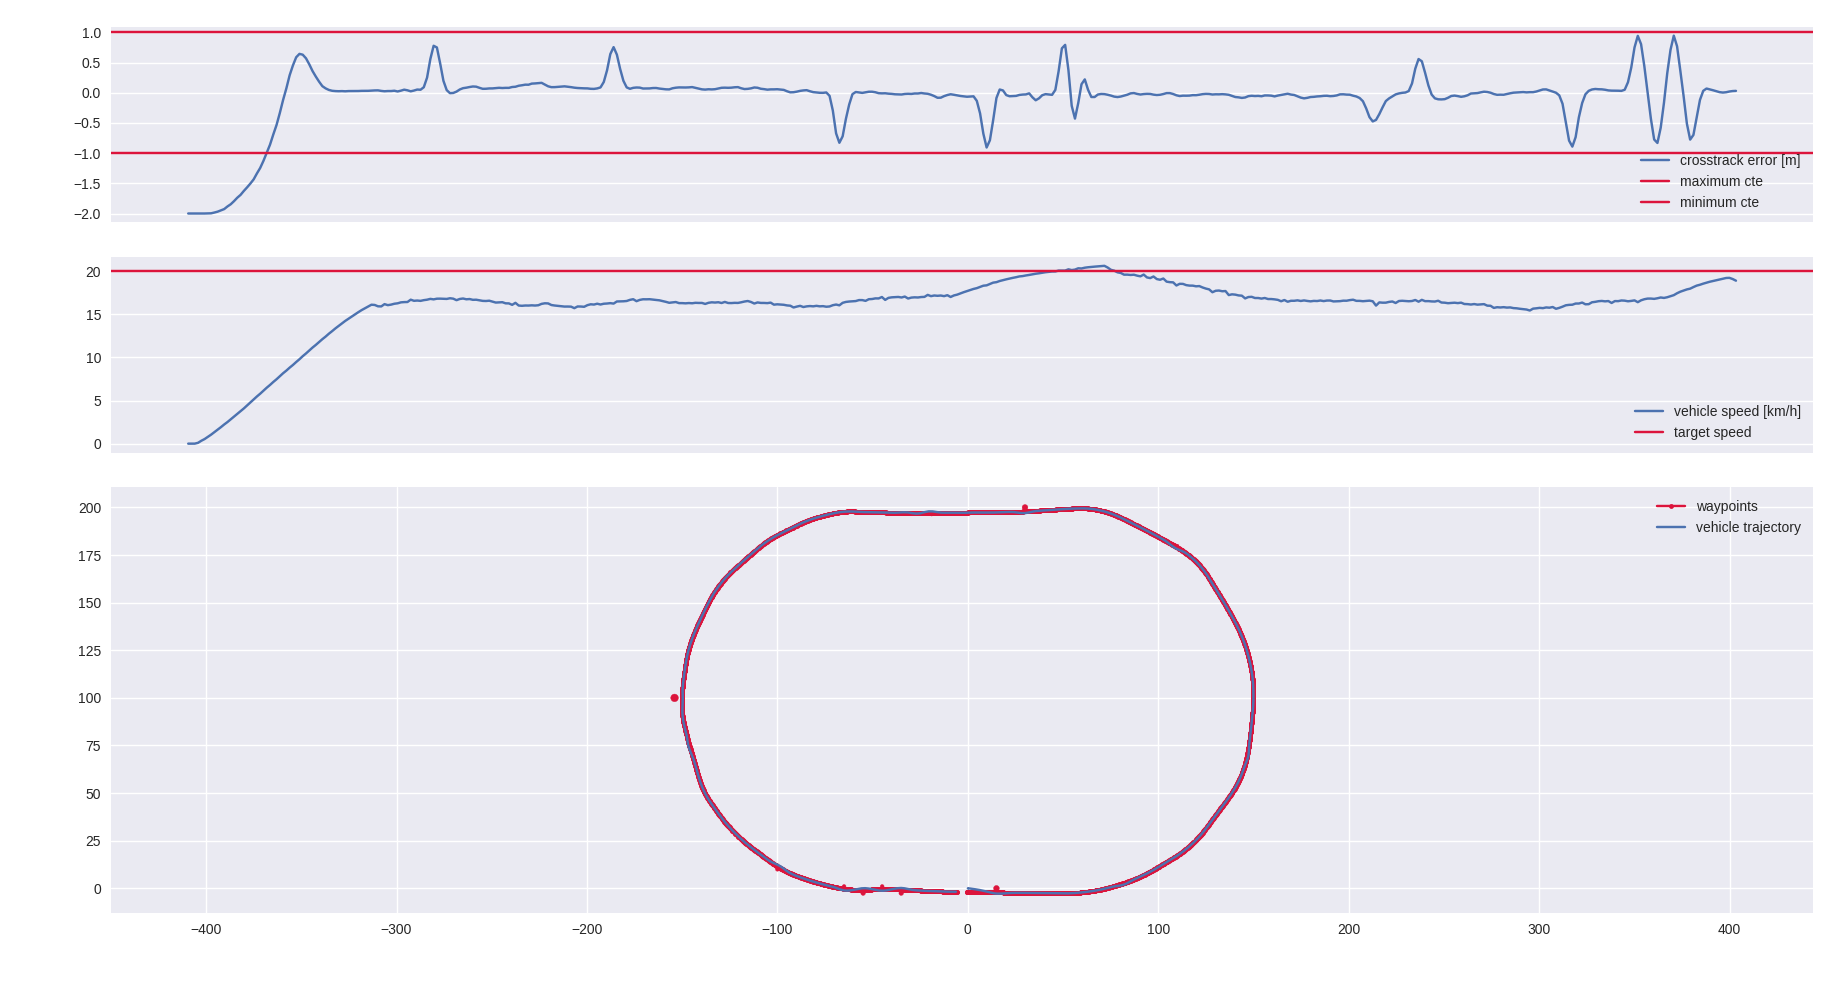 1.0
0.5
0.0
−0.5
−1.0
−1.5
−2.0
crosstrack error [m]
maximum cte
minimum cte
20
15
10
5
0
vehicle speed [km/h]
target speed
200
175
150
125
100
75
50
25
0
waypoints
vehicle trajectory
−400 −300 −200 −100 0 100 200 300 400